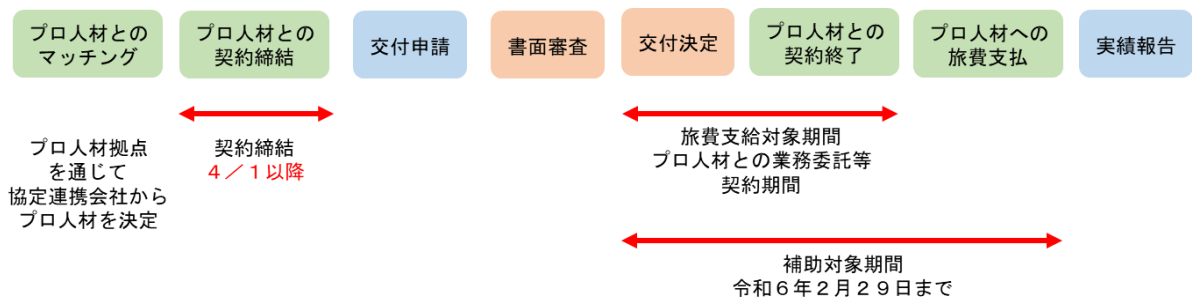 プロ人材との
マッチング
プロ人材との
契約締結
交付申請
書面審査
交付決定
プロ人材との
契約終了
プロ人材への
旅費支払
実績報告
プロ人材拠点
を通じて
協定連携会社から
プロ人材を決定
契約締結
４／１以降
旅費支給対象期間
プロ人材との業務委託等
契約期間
補助対象期間
令和６年２月２９日まで